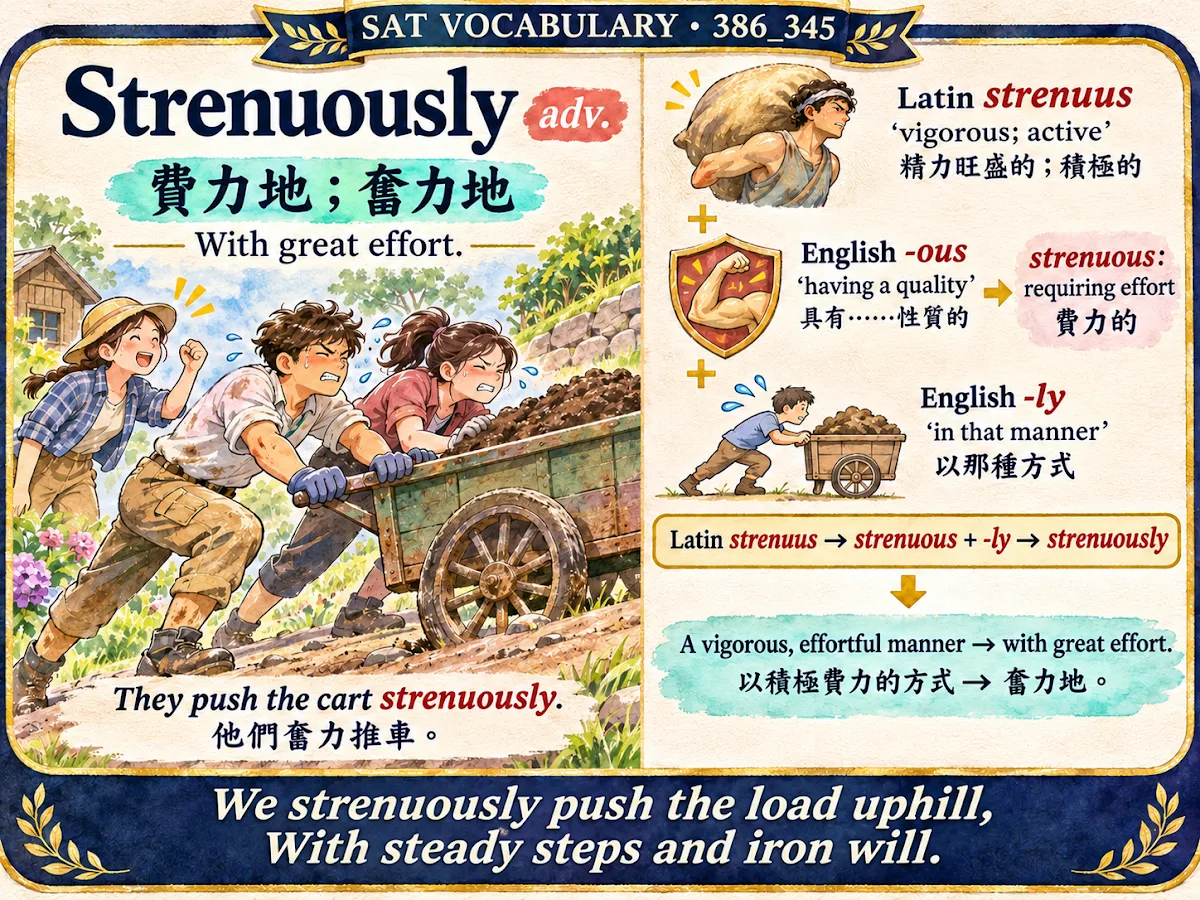 SAT VOCABULARY • 386_345
Strenuously adv.
費力地；奮力地
With great effort.
They push the cart strenuously.
他們奮力推車。
Latin strenuus
‘vigorous; active’
精力旺盛的；積極的
English -ous
‘having a quality’
具有……性質的
strenuous:
requiring effort
費力的
English -ly
‘in that manner’
以那種方式
Latin strenuus → strenuous + -ly → strenuously
A vigorous, effortful manner → with great effort.
以積極費力的方式 → 奮力地。
We strenuously push the load uphill,
With steady steps and iron will.